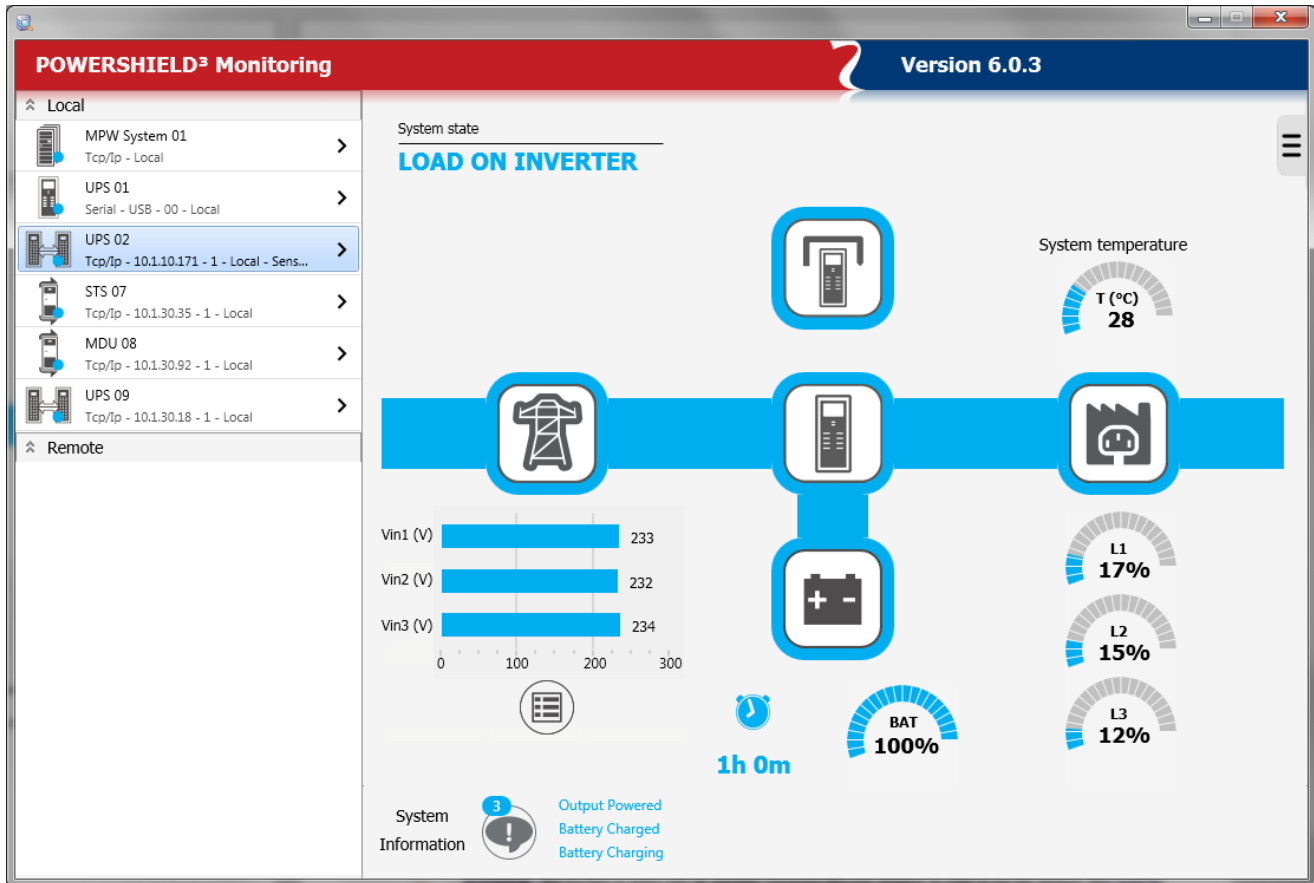 POWERSHIELD³ Monitoring
Version 6.0.3
Local
MPW System 01
Tcp/Ip - Local
UPS 01
Serial - USB - 00 - Local
UPS 02
Tcp/Ip - 10.1.10.171 - 1 - Local - Sens...
STS 07
Tcp/Ip - 10.1.30.35 - 1 - Local
MDU 08
Tcp/Ip - 10.1.30.92 - 1 - Local
UPS 09
Tcp/Ip - 10.1.30.18 - 1 - Local
Remote
System state
LOAD ON INVERTER
System temperature
T (°C)
28
Vin1 (V) 233
Vin2 (V) 232
Vin3 (V) 234
0 100 200 300
L1
17%
L2
15%
L3
12%
BAT
100%
1h 0m
System
Information
3
Output Powered
Battery Charged
Battery Charging